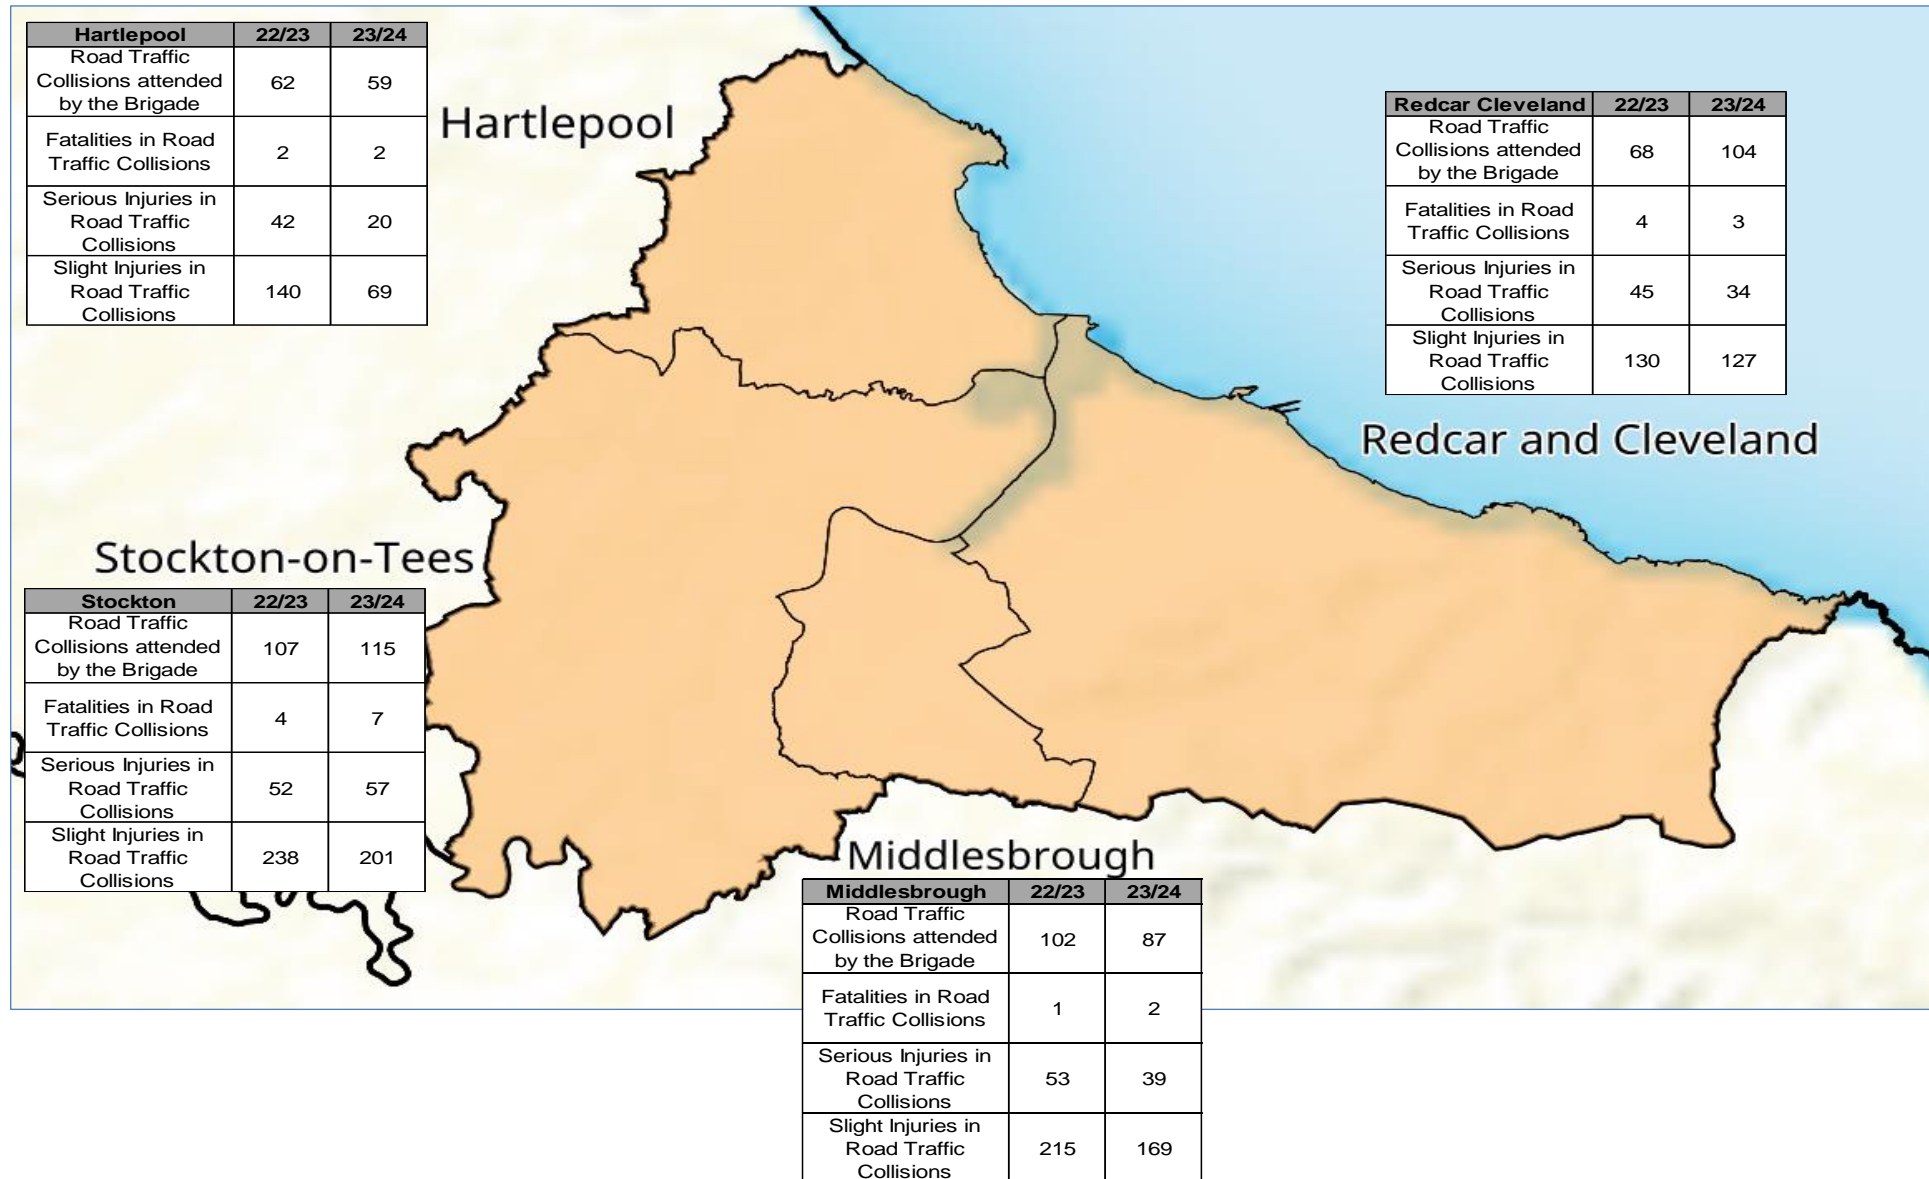 Hartlepool 22/23 23/24
Road Traffic
Collisions attended
by the Brigade 62 59
Fatalities in Road
Traffic Collisions 2 2
Serious Injuries in
Road Traffic
Collisions 42 20
Slight Injuries in
Road Traffic
Collisions 140 69
Hartlepool
Redcar Cleveland 22/23 23/24
Road Traffic
Collisions attended
by the Brigade 68 104
Fatalities in Road
Traffic Collisions 4 3
Serious Injuries in
Road Traffic
Collisions 45 34
Slight Injuries in
Road Traffic
Collisions 130 127
Redcar and Cleveland
Stockton-on-Tees
Stockton 22/23 23/24
Road Traffic
Collisions attended
by the Brigade 107 115
Fatalities in Road
Traffic Collisions 4 7
Serious Injuries in
Road Traffic
Collisions 52 57
Slight Injuries in
Road Traffic
Collisions 238 201
Middlesbrough
Middlesbrough 22/23 23/24
Road Traffic
Collisions attended
by the Brigade 102 87
Fatalities in Road
Traffic Collisions 1 2
Serious Injuries in
Road Traffic
Collisions 53 39
Slight Injuries in
Road Traffic
Collisions 215 169